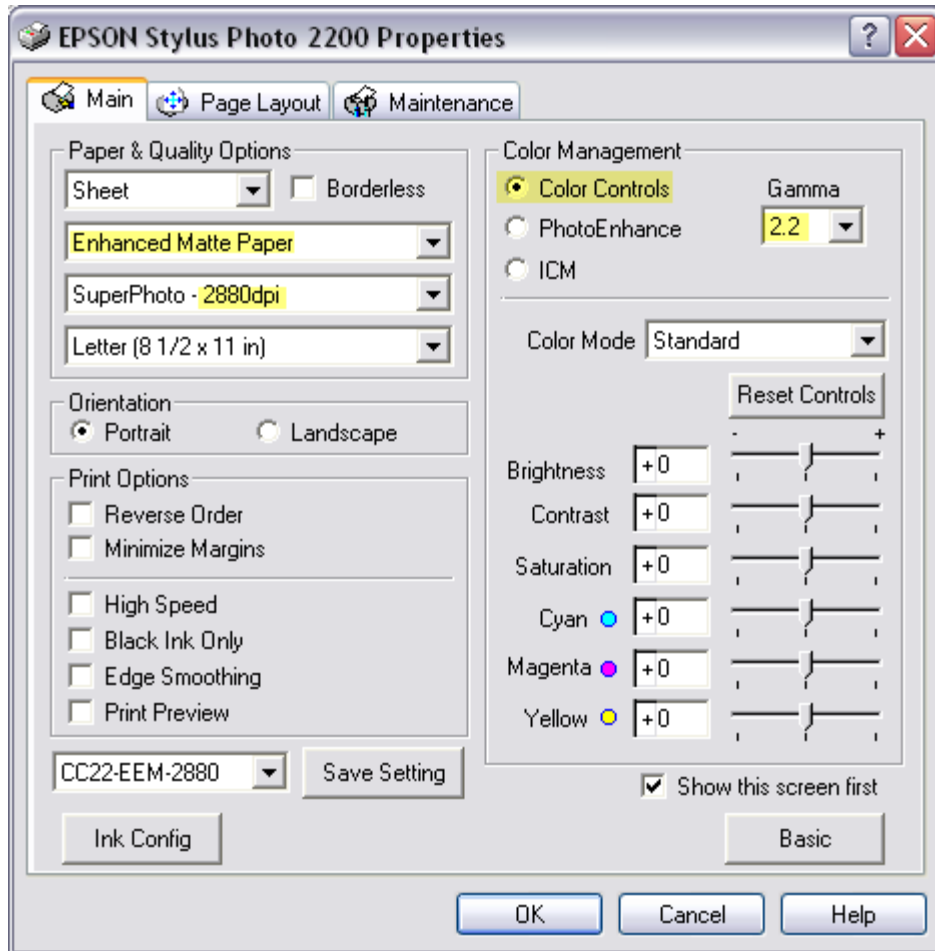 EPSON Stylus Photo 2200 Properties
Main
Page Layout
Maintenance
Paper & Quality Options
Sheet
Borderless
Enhanced Matte Paper
SuperPhoto - 2880dpi
Letter (8 1/2 x 11 in)
Orientation
Portrait
Landscape
Print Options
Reverse Order
Minimize Margins
High Speed
Black Ink Only
Edge Smoothing
Print Preview
CC22-EEM-2880
Save Setting
Ink Config
Color Management
Color Controls
PhotoEnhance
ICM
Gamma
2.2
Color Mode Standard
Reset Controls
- +
Brightness +0
Contrast +0
Saturation +0
Cyan +0
Magenta +0
Yellow +0
Show this screen first
Basic
OK
Cancel
Help